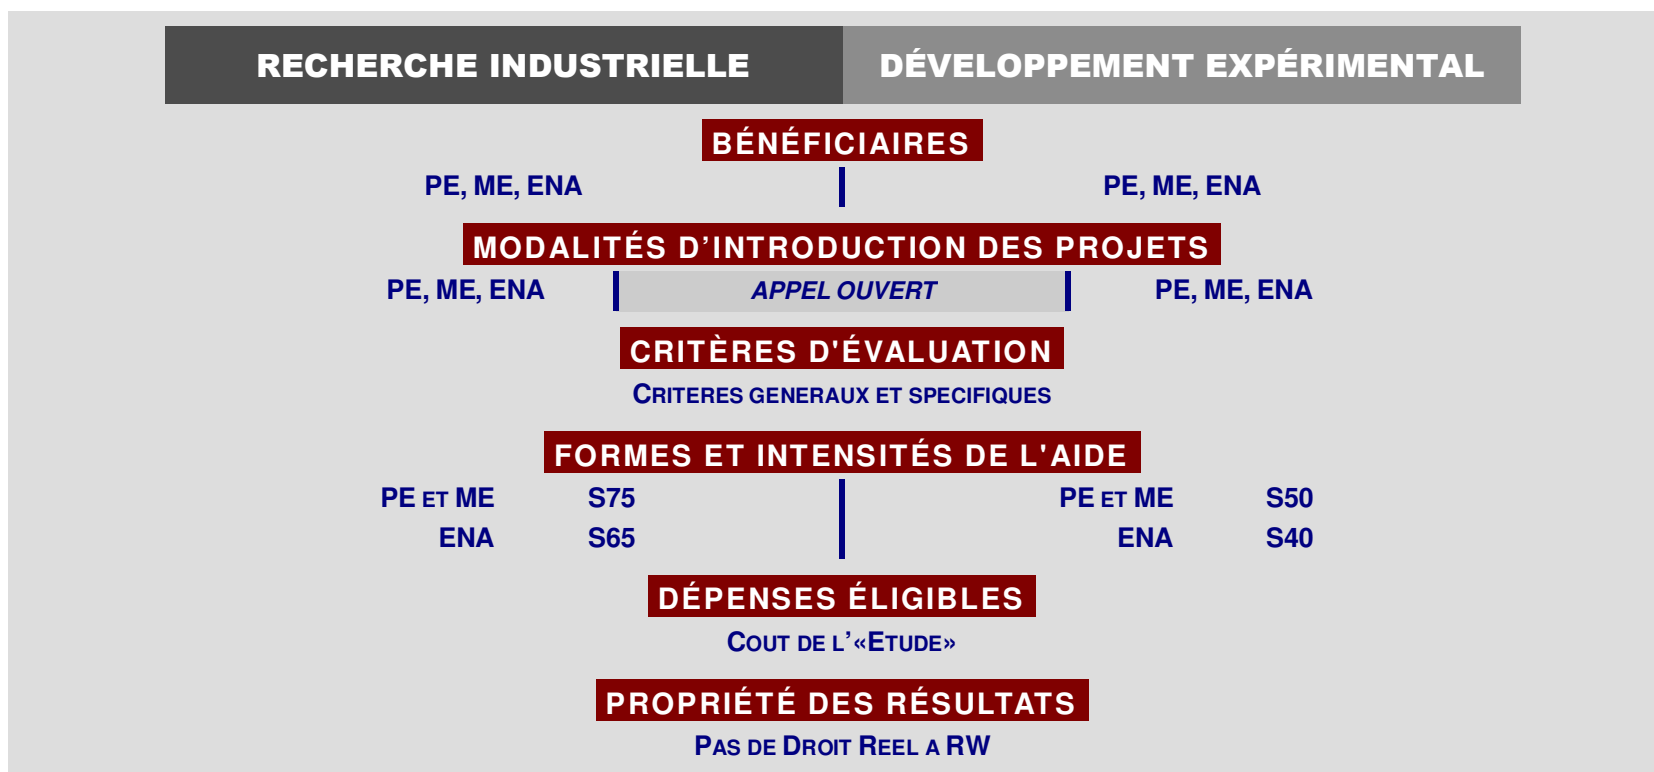 RECHERCHE INDUSTRIELLE DÉVELOPPEMENT EXPÉRIMENTAL
BÉNÉFICIAIRES
PE, ME, ENA PE, ME, ENA
MODALITÉS D’INTRODUCTION DES PROJETS
PE, ME, ENA APPEL OUVERT PE, ME, ENA
CRITÈRES D'ÉVALUATION
CRITERES GENERAUX ET SPECIFIQUES
FORMES ET INTENSITÉS DE L'AIDE
PE ET ME S75 PE ET ME S50
ENA S65 ENA S40
DÉPENSES ÉLIGIBLES
COUT DE L’«ETUDE»
PROPRIÉTÉ DES RÉSULTATS
PAS DE DROIT REEL A RW